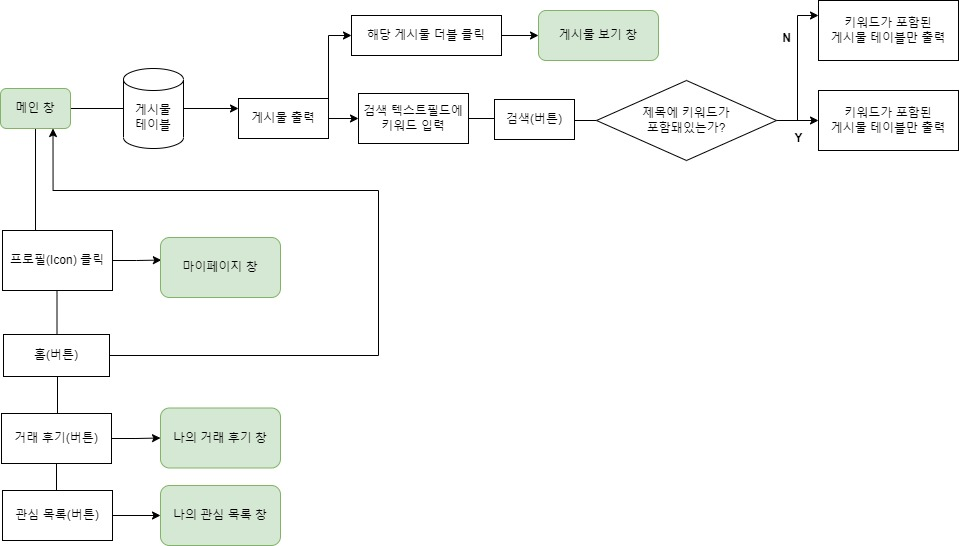 해당 게시물 더블 클릭
게시물 보기 창
N
키워드가 포함된
게시물 테이블만 출력
메인 창
게시물
테이블
게시물 출력
검색 텍스트필드에
키워드 입력
검색(버튼)
제목에 키워드가
포함돼있는가?
Y
키워드가 포함된
게시물 테이블만 출력
프로필(Icon) 클릭
마이페이지 창
홈(버튼)
거래 후기(버튼)
나의 거래 후기 창
관심 목록(버튼)
나의 관심 목록 창